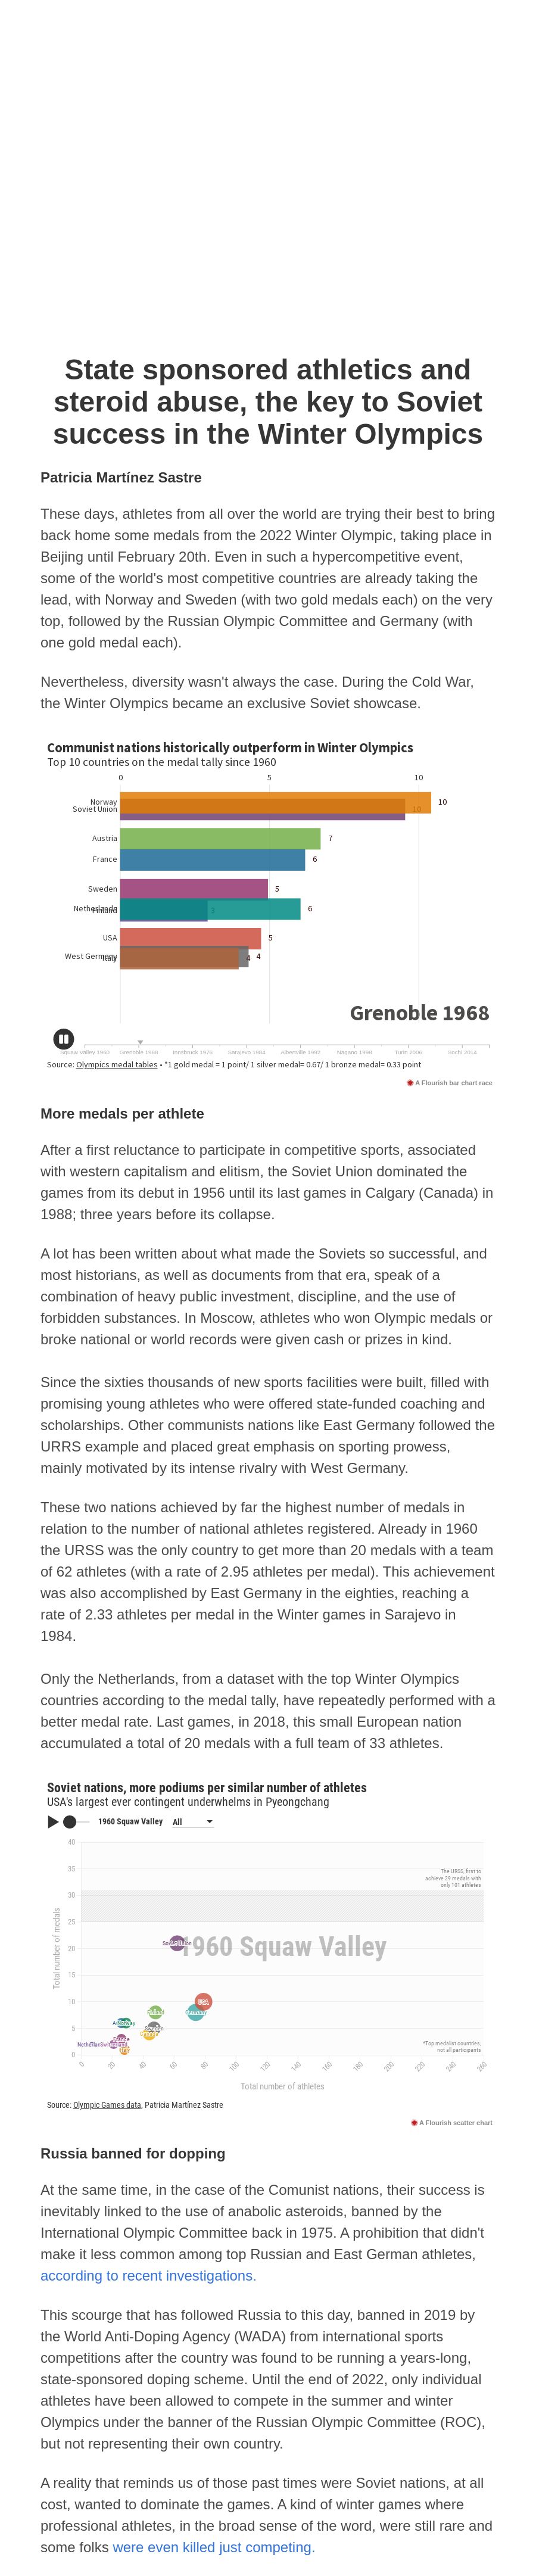 State sponsored athletics and
steroid abuse, the key to Soviet
success in the Winter Olympics
Patricia Martínez Sastre
These days, athletes from all over the world are trying their best to bring
back home some medals from the 2022 Winter Olympic, taking place in
Beijing until February 20th. Even in such a hypercompetitive event,
some of the world's most competitive countries are already taking the
lead, with Norway and Sweden (with two gold medals each) on the very
top, followed by the Russian Olympic Committee and Germany (with
one gold medal each).
Nevertheless, diversity wasn't always the case. During the Cold War,
the Winter Olympics became an exclusive Soviet showcase.
Communist nations historically outperform in Winter Olympics
Top 10 countries on the medal tally since 1960
0 5 10
Norway 10
Soviet Union 10
Austria 7
France 6
Sweden 5
Netherlands 6
Finland 3
USA 5
West Germany 4
Italy 4
Grenoble 1968
Squaw Valley 1960 Grenoble 1968 Innsbruck 1976 Sarajevo 1984 Albertville 1992 Nagano 1998 Turin 2006 Sochi 2014
Source: Olympics medal tables • *1 gold medal = 1 point/ 1 silver medal= 0.67/ 1 bronze medal= 0.33 point
A Flourish bar chart race
More medals per athlete
After a first reluctance to participate in competitive sports, associated
with western capitalism and elitism, the Soviet Union dominated the
games from its debut in 1956 until its last games in Calgary (Canada) in
1988; three years before its collapse.
A lot has been written about what made the Soviets so successful, and
most historians, as well as documents from that era, speak of a
combination of heavy public investment, discipline, and the use of
forbidden substances. In Moscow, athletes who won Olympic medals or
broke national or world records were given cash or prizes in kind.
Since the sixties thousands of new sports facilities were built, filled with
promising young athletes who were offered state-funded coaching and
scholarships. Other communists nations like East Germany followed the
URRS example and placed great emphasis on sporting prowess,
mainly motivated by its intense rivalry with West Germany.
These two nations achieved by far the highest number of medals in
relation to the number of national athletes registered. Already in 1960
the URSS was the only country to get more than 20 medals with a team
of 62 athletes (with a rate of 2.95 athletes per medal). This achievement
was also accomplished by East Germany in the eighties, reaching a
rate of 2.33 athletes per medal in the Winter games in Sarajevo in
1984.
Only the Netherlands, from a dataset with the top Winter Olympics
countries according to the medal tally, have repeatedly performed with a
better medal rate. Last games, in 2018, this small European nation
accumulated a total of 20 medals with a full team of 33 athletes.
Soviet nations, more podiums per similar number of athletes
USA's largest ever contingent underwhelms in Pyeongchang
1960 Squaw Valley All
40
The URSS, first to
achieve 29 medals with
only 101 athletes
35
30
25
1960 Squaw Valley
Soviet Union
20
15
10
USA
Germany
5
*Top medalist countries,
not all participants
0
Total number of medals
0 20 40 60 80 100 120 140 160 180 200 220 240 260
Total number of athletes
Source: Olympic Games data, Patricia Martínez Sastre
A Flourish scatter chart
Russia banned for dopping
At the same time, in the case of the Comunist nations, their success is
inevitably linked to the use of anabolic asteroids, banned by the
International Olympic Committee back in 1975. A prohibition that didn't
make it less common among top Russian and East German athletes,
according to recent investigations.
This scourge that has followed Russia to this day, banned in 2019 by
the World Anti-Doping Agency (WADA) from international sports
competitions after the country was found to be running a years-long,
state-sponsored doping scheme. Until the end of 2022, only individual
athletes have been allowed to compete in the summer and winter
Olympics under the banner of the Russian Olympic Committee (ROC),
but not representing their own country.
A reality that reminds us of those past times were Soviet nations, at all
cost, wanted to dominate the games. A kind of winter games where
professional athletes, in the broad sense of the word, were still rare and
some folks were even killed just competing.